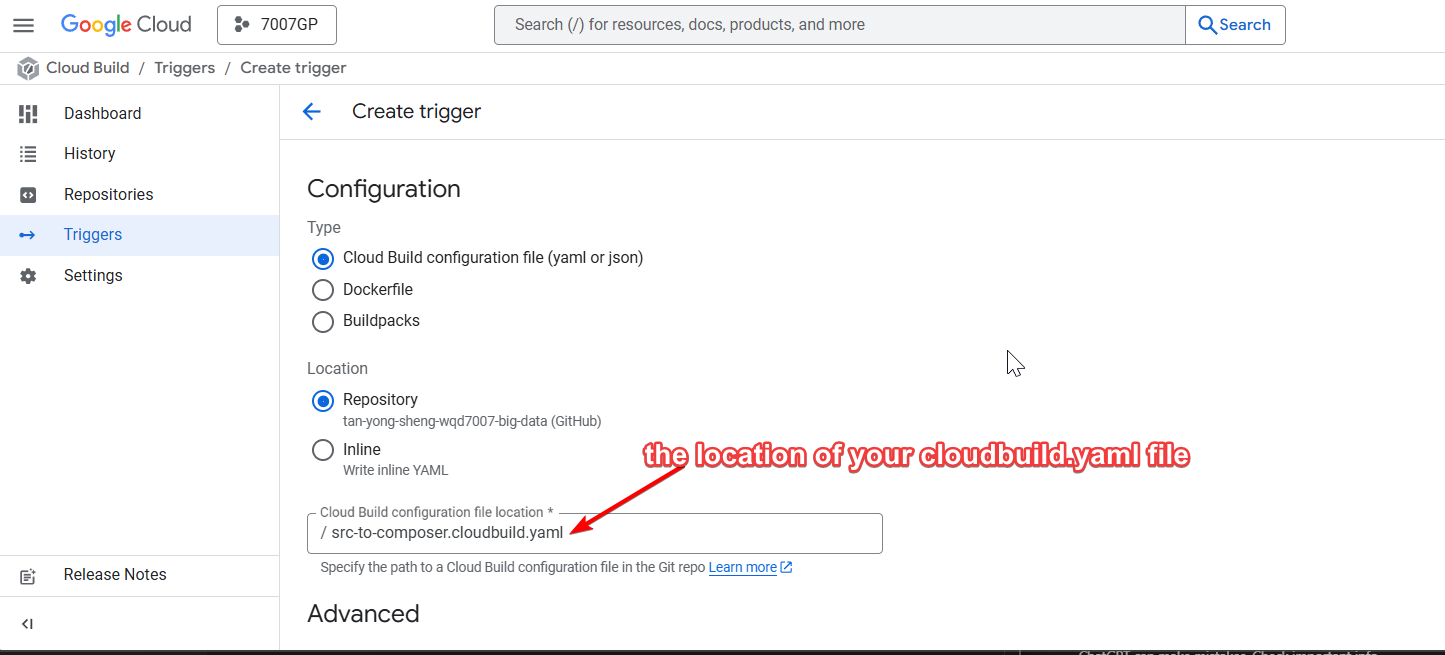 Google Cloud
7007GP
Search (/) for resources, docs, products, and more
Search
Cloud Build / Triggers / Create trigger
Dashboard
History
Repositories
Triggers
Settings
Release Notes
Create trigger
Configuration
Type
Cloud Build configuration file (yaml or json)
Dockerfile
Buildpacks
Location
Repository
tan-yong-sheng-wqd7007-big-data (GitHub)
Inline
Write inline YAML
the location of your cloudbuild.yaml file
Cloud Build configuration file location *
/ src-to-composer.cloudbuild.yaml
Specify the path to a Cloud Build configuration file in the Git repo Learn more
Advanced
ChatGPT can make mistakes. Check important info.